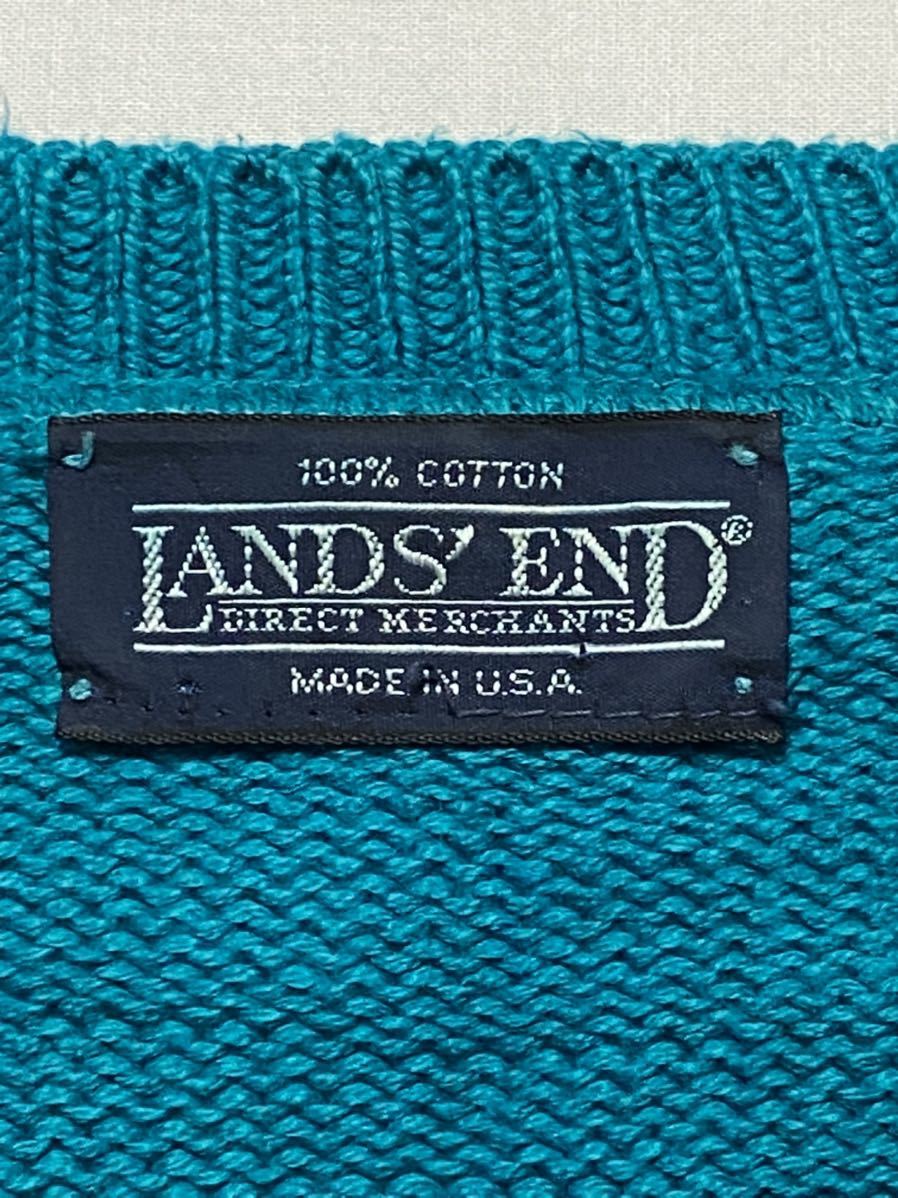 100% COTTON
LANDS' END®
DIRECT MERCHANTS
MADE IN U.S.A.